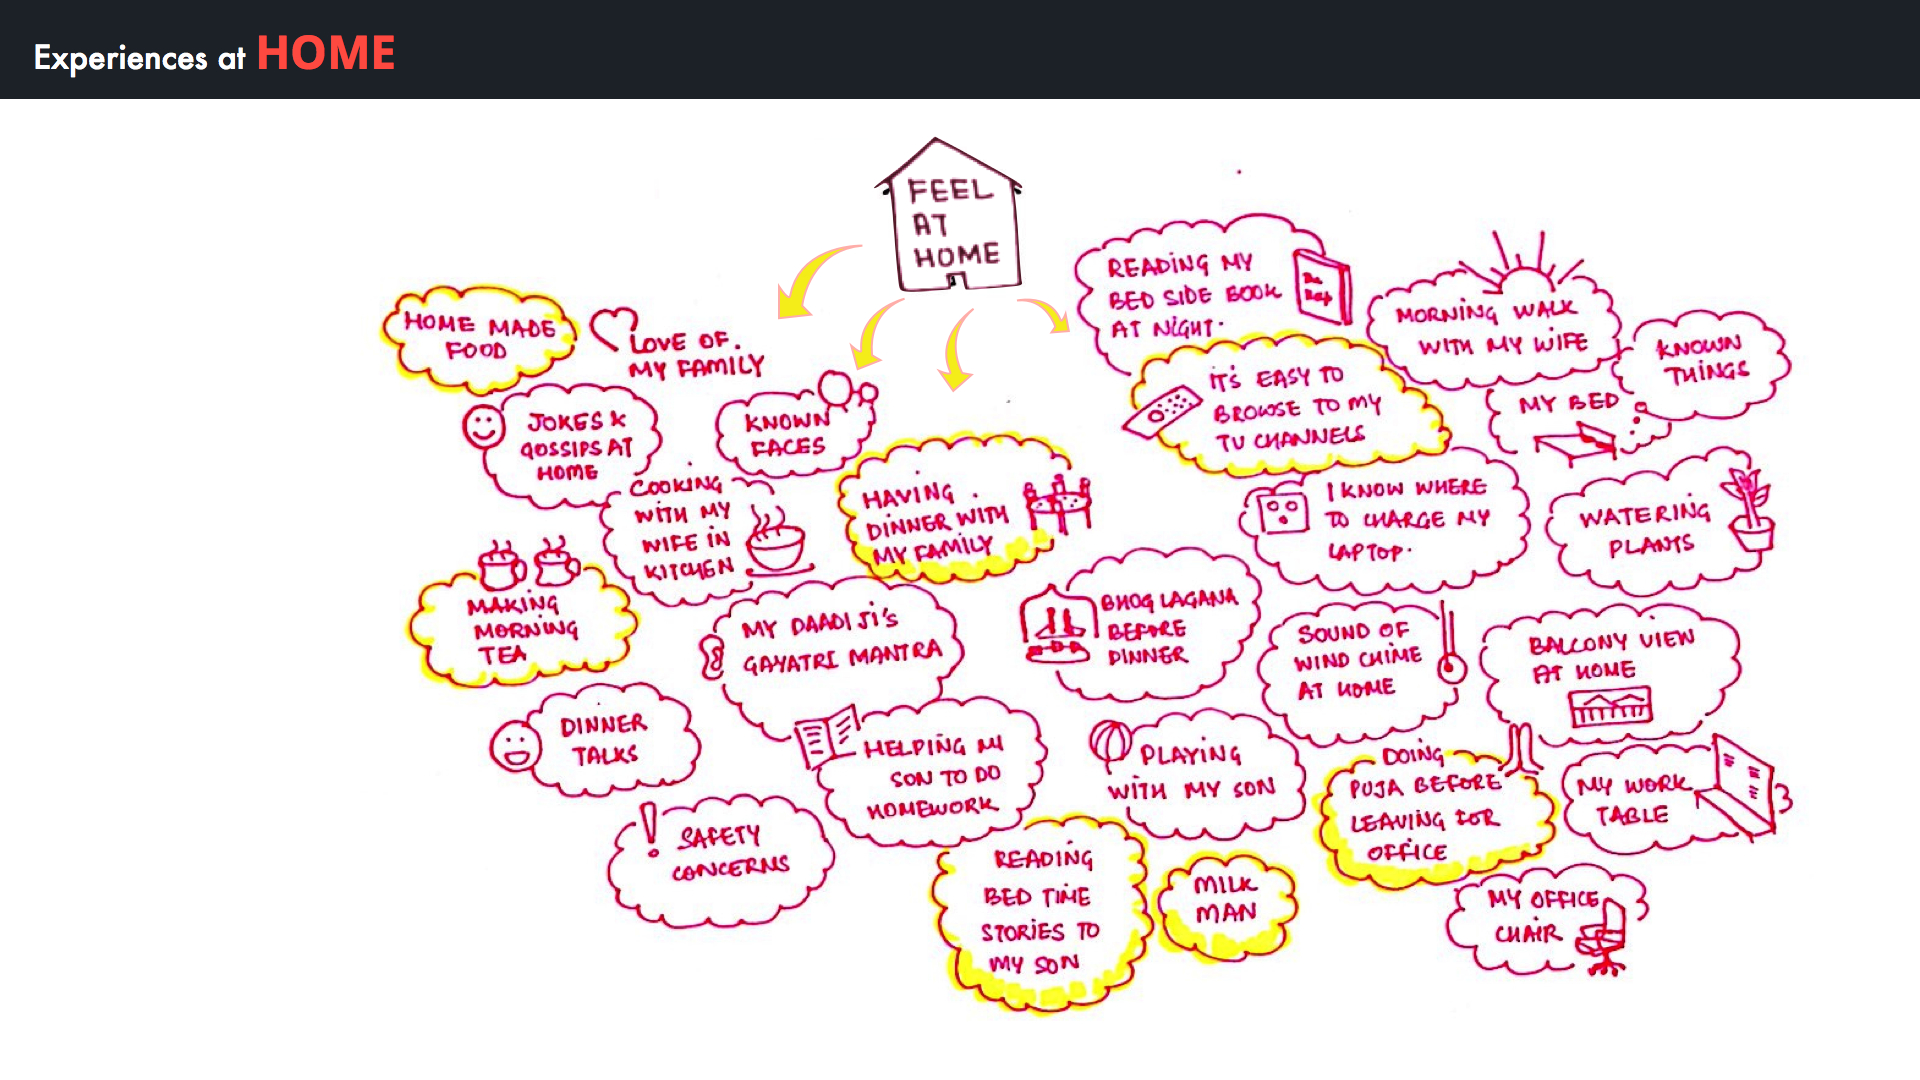 Experiences at HOME
FEEL
AT
HOME
HOME MADE
FOOD
LOVE OF.
MY FAMILY
JOKES &
GOSSIPS AT
HOME
KNOWN
FACES
COOKING
WITH MY
WIFE IN
KITCHEN
HAVING
DINNER WITH
MY FAMILY
MAKING
MORNING
TEA
MY DAADI JI'S
GAYATRI MANTRA
BHOG LAGANA
BEFORE
DINNER
DINNER
TALKS
HELPING MY
SON TO DO
HOMEWORK
PLAYING
WITH MY SON
SAFETY
CONCERNS
READING
BED TIME
STORIES TO
MY SON
MILK
MAN
READING MY
BED SIDE BOOK
AT NIGHT.
MORNING WALK
WITH MY WIFE
KNOWN
THINGS
IT'S EASY TO
BROWSE TO MY
TV CHANNELS
MY BED
I KNOW WHERE
TO CHARGE MY
LAPTOP.
WATERING
PLANTS
SOUND OF
WIND CHIME
AT HOME
BALCONY VIEW
AT HOME
DOING
PUJA BEFORE
LEAVING FOR
OFFICE
MY WORK
TABLE
MY OFFICE
CHAIR